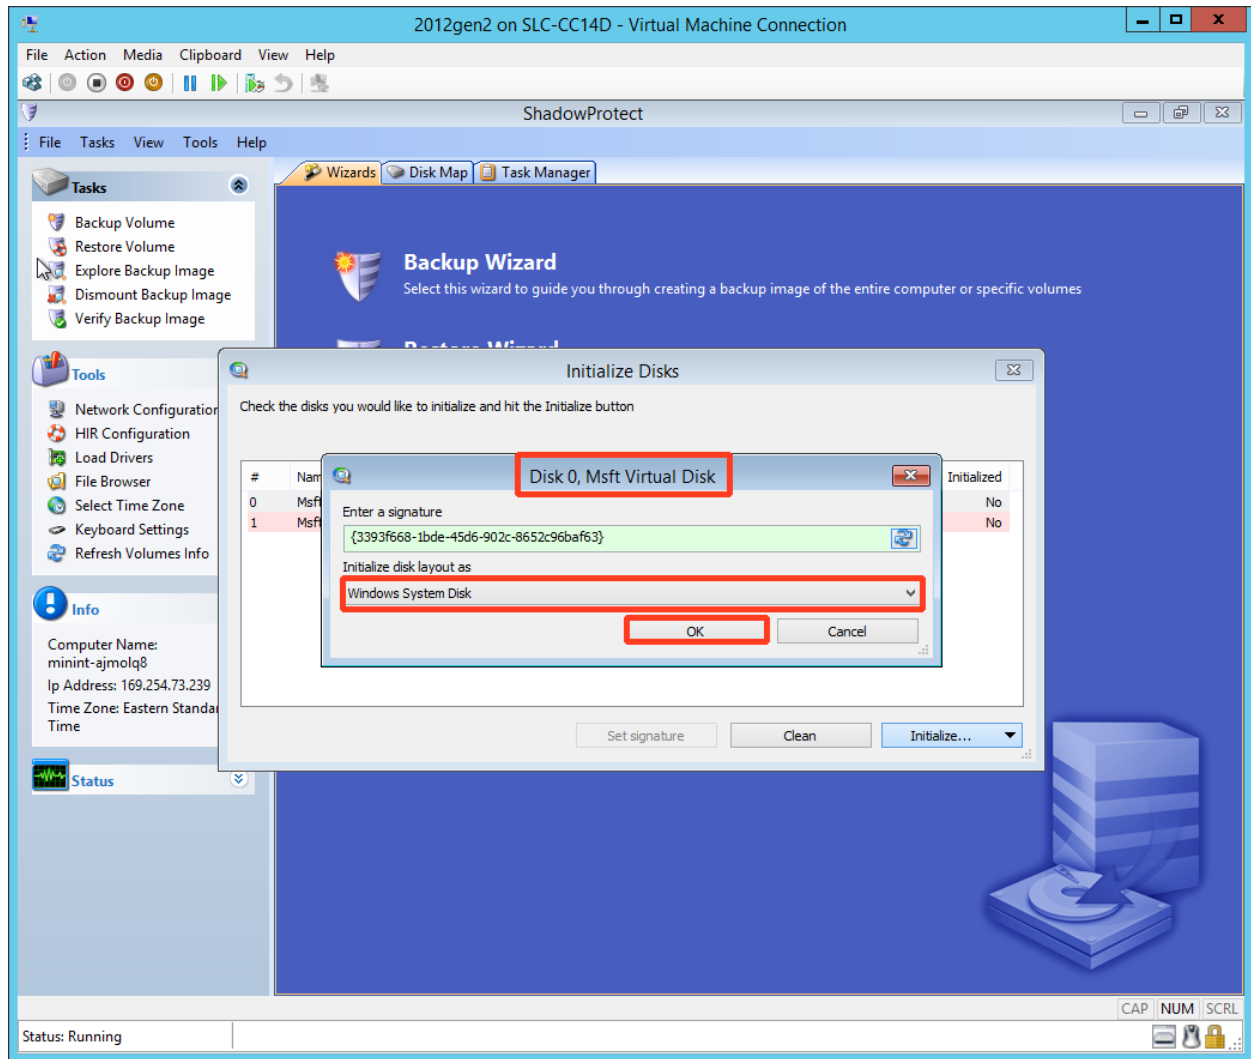 2012gen2 on SLC-CC14D - Virtual Machine Connection
File Action Media Clipboard View Help
ShadowProtect
File Tasks View Tools Help
Wizards Disk Map Task Manager
Tasks
Backup Volume
Restore Volume
Explore Backup Image
Dismount Backup Image
Verify Backup Image
Backup Wizard
Select this wizard to guide you through creating a backup image of the entire computer or specific volumes
Restore Wizard
Tools
Network Configuration
HIR Configuration
Load Drivers
File Browser
Select Time Zone
Keyboard Settings
Refresh Volumes Info
Initialize Disks
Check the disks you would like to initialize and hit the Initialize button
# Nam Initialized
0 Msft No
1 Msft No
Disk 0, Msft Virtual Disk
Enter a signature
{3393f668-1bde-45d6-902c-8652c96baf63}
Initialize disk layout as
Windows System Disk
OK Cancel
Set signature Clean Initialize...
Info
Computer Name:
minint-ajmolq8
Ip Address: 169.254.73.239
Time Zone: Eastern Standar
Time
Status
CAP NUM SCRL
Status: Running